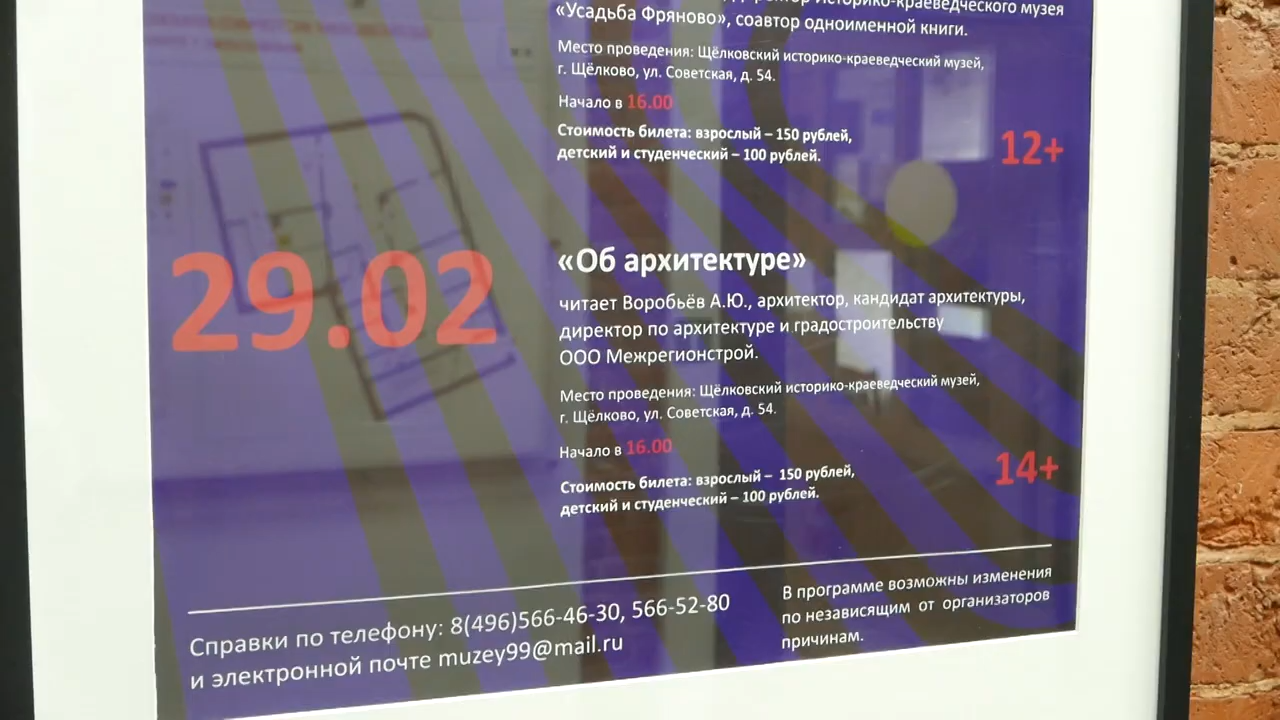 Историко-краеведческого музея
«Усадьба Фряново», соавтор одноименной книги.
Место проведения: Щёлковский историко-краеведческий музей,
г. Щёлково, ул. Советская, д. 54.
Начало в 16.00
Стоимость билета: взрослый – 150 рублей,
детский и студенческий – 100 рублей.
12+
29.02
«Об архитектуре»
читает Воробьёв А.Ю., архитектор, кандидат архитектуры,
директор по архитектуре и градостроительству
ООО Межрегионстрой.
Место проведения: Щёлковский историко-краеведческий музей,
г. Щёлково, ул. Советская, д. 54.
Начало в 16.00
Стоимость билета: взрослый – 150 рублей,
детский и студенческий – 100 рублей.
14+
Справки по телефону: 8(496)566-46-30, 566-52-80
и электронной почте muzey99@mail.ru
В программе возможны изменения
по независящим от организаторов
причинам.